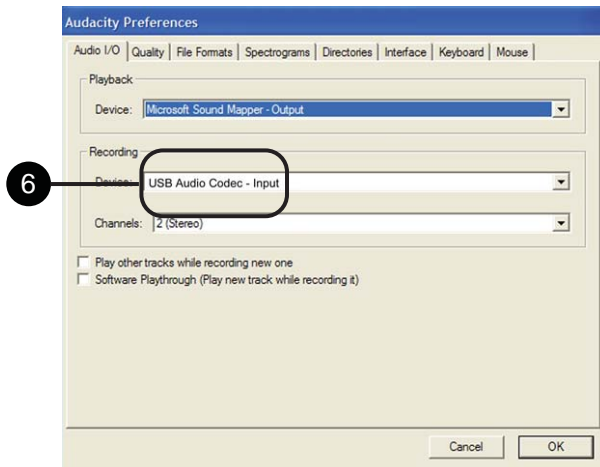 Audacity Preferences
Audio I/O Quality File Formats Spectrograms Directories Interface Keyboard Mouse
Playback
Device: Microsoft Sound Mapper - Output
Recording
6 Device: USB Audio Codec - Input
Channels: 2 (Stereo)
Play other tracks while recording new one
Software Playthrough (Play new track while recording it)
Cancel OK